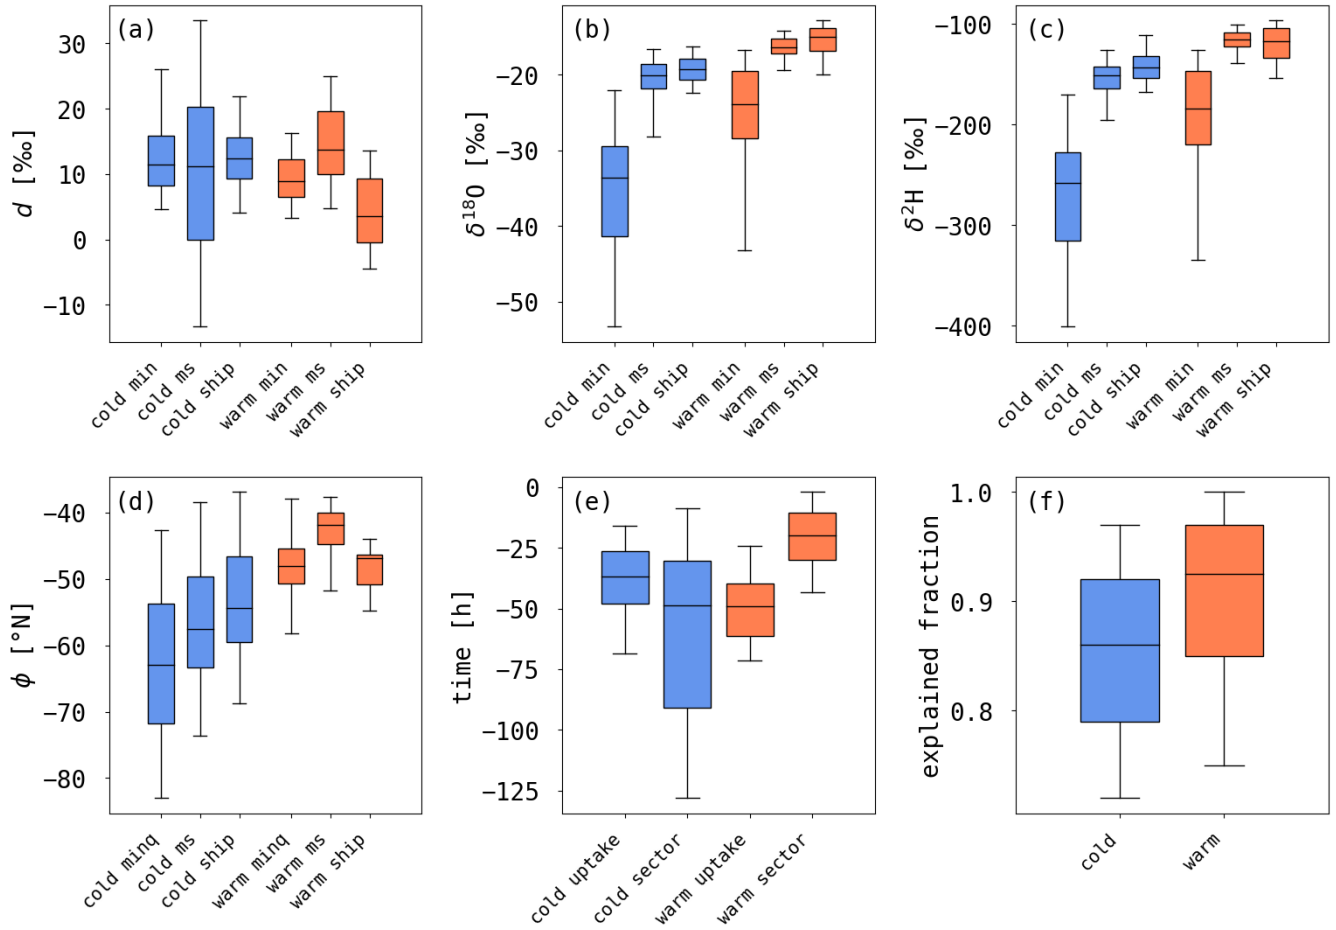 (a)
d [‰]
30
20
10
0
−10
cold min
cold ms
cold ship
warm min
warm ms
warm ship
(b)
δ¹⁸O [‰]
−20
−30
−40
−50
cold min
cold ms
cold ship
warm min
warm ms
warm ship
(c)
δ²H [‰]
−100
−200
−300
−400
cold min
cold ms
cold ship
warm min
warm ms
warm ship
(d)
ϕ [°N]
−40
−50
−60
−70
−80
cold minq
cold ms
cold ship
warm minq
warm ms
warm ship
(e)
time [h]
0
−25
−50
−75
−100
−125
cold uptake
cold sector
warm uptake
warm sector
(f)
explained fraction
1.0
0.9
0.8
cold
warm